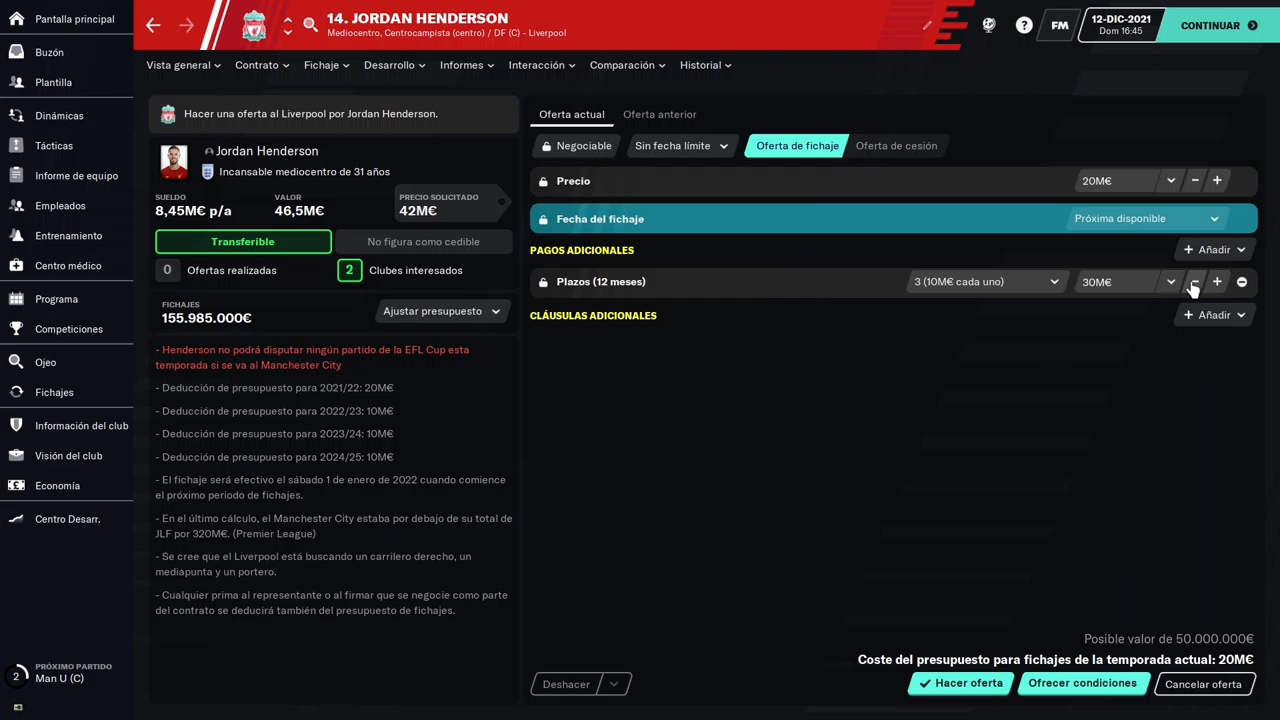 14. JORDAN HENDERSON
Mediocentro, Centrocampista (centro) / DF (C) - Liverpool
FM
12-DIC-2021
Dom 16:45
CONTINUAR
Pantalla principal
Buzón
Plantilla
Dinámicas
Tácticas
Informe de equipo
Empleados
Entrenamiento
Centro médico
Programa
Competiciones
Ojeo
Fichajes
Información del club
Visión del club
Economía
Centro Desarr.
2
PRÓXIMO PARTIDO
Man U (C)
Vista general
Contrato
Fichaje
Desarrollo
Informes
Interacción
Comparación
Historial
Hacer una oferta al Liverpool por Jordan Henderson.
Jordan Henderson
Incansable mediocentro de 31 años
SUELDO
8,45M€ p/a
VALOR
46,5M€
PRECIO SOLICITADO
42M€
Transferible
No figura como cedible
0 Ofertas realizadas
2 Clubes interesados
FICHAJES
155.985.000€
Ajustar presupuesto
- Henderson no podrá disputar ningún partido de la EFL Cup esta
temporada si se va al Manchester City
- Deducción de presupuesto para 2021/22: 20M€
- Deducción de presupuesto para 2022/23: 10M€
- Deducción de presupuesto para 2023/24: 10M€
- Deducción de presupuesto para 2024/25: 10M€
- El fichaje será efectivo el sábado 1 de enero de 2022 cuando comience
el próximo periodo de fichajes.
- En el último cálculo, el Manchester City estaba por debajo de su total de
JLF por 320M€. (Premier League)
- Se cree que el Liverpool está buscando un carrilero derecho, un
mediapunta y un portero.
- Cualquier prima al representante o al firmar que se negocie como parte
del contrato se deducirá también del presupuesto de fichajes.
Oferta actual
Oferta anterior
Negociable
Sin fecha límite
Oferta de fichaje
Oferta de cesión
Precio
20M€
Fecha del fichaje
Próxima disponible
PAGOS ADICIONALES
Añadir
Plazos (12 meses)
3 (10M€ cada uno)
30M€
CLÁUSULAS ADICIONALES
Añadir
Posible valor de 50.000.000€
Coste del presupuesto para fichajes de la temporada actual: 20M€
Deshacer
Hacer oferta
Ofrecer condiciones
Cancelar oferta